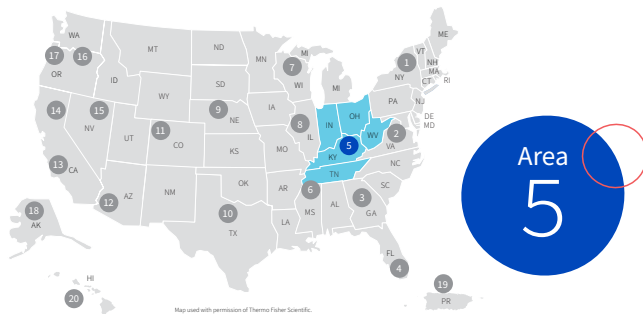 WA
MT
ND
MN
MI
ME
VT
NH
MA
CT
RI
NY
17
16
1
7
OR
ID
SD
WI
MI
WY
PA
NJ
9
NE
IA
14
15
NV
UT
11
CO
8
IL
IN
OH
WV
2
VA
DE
MD
5
KS
MO
KY
13
CA
NC
TN
12
AZ
NM
OK
AR
6
MS
AL
3
GA
SC
10
TX
LA
18
AK
FL
4
HI
20
19
PR
Area
5
Map used with permission of Thermo Fisher Scientific.